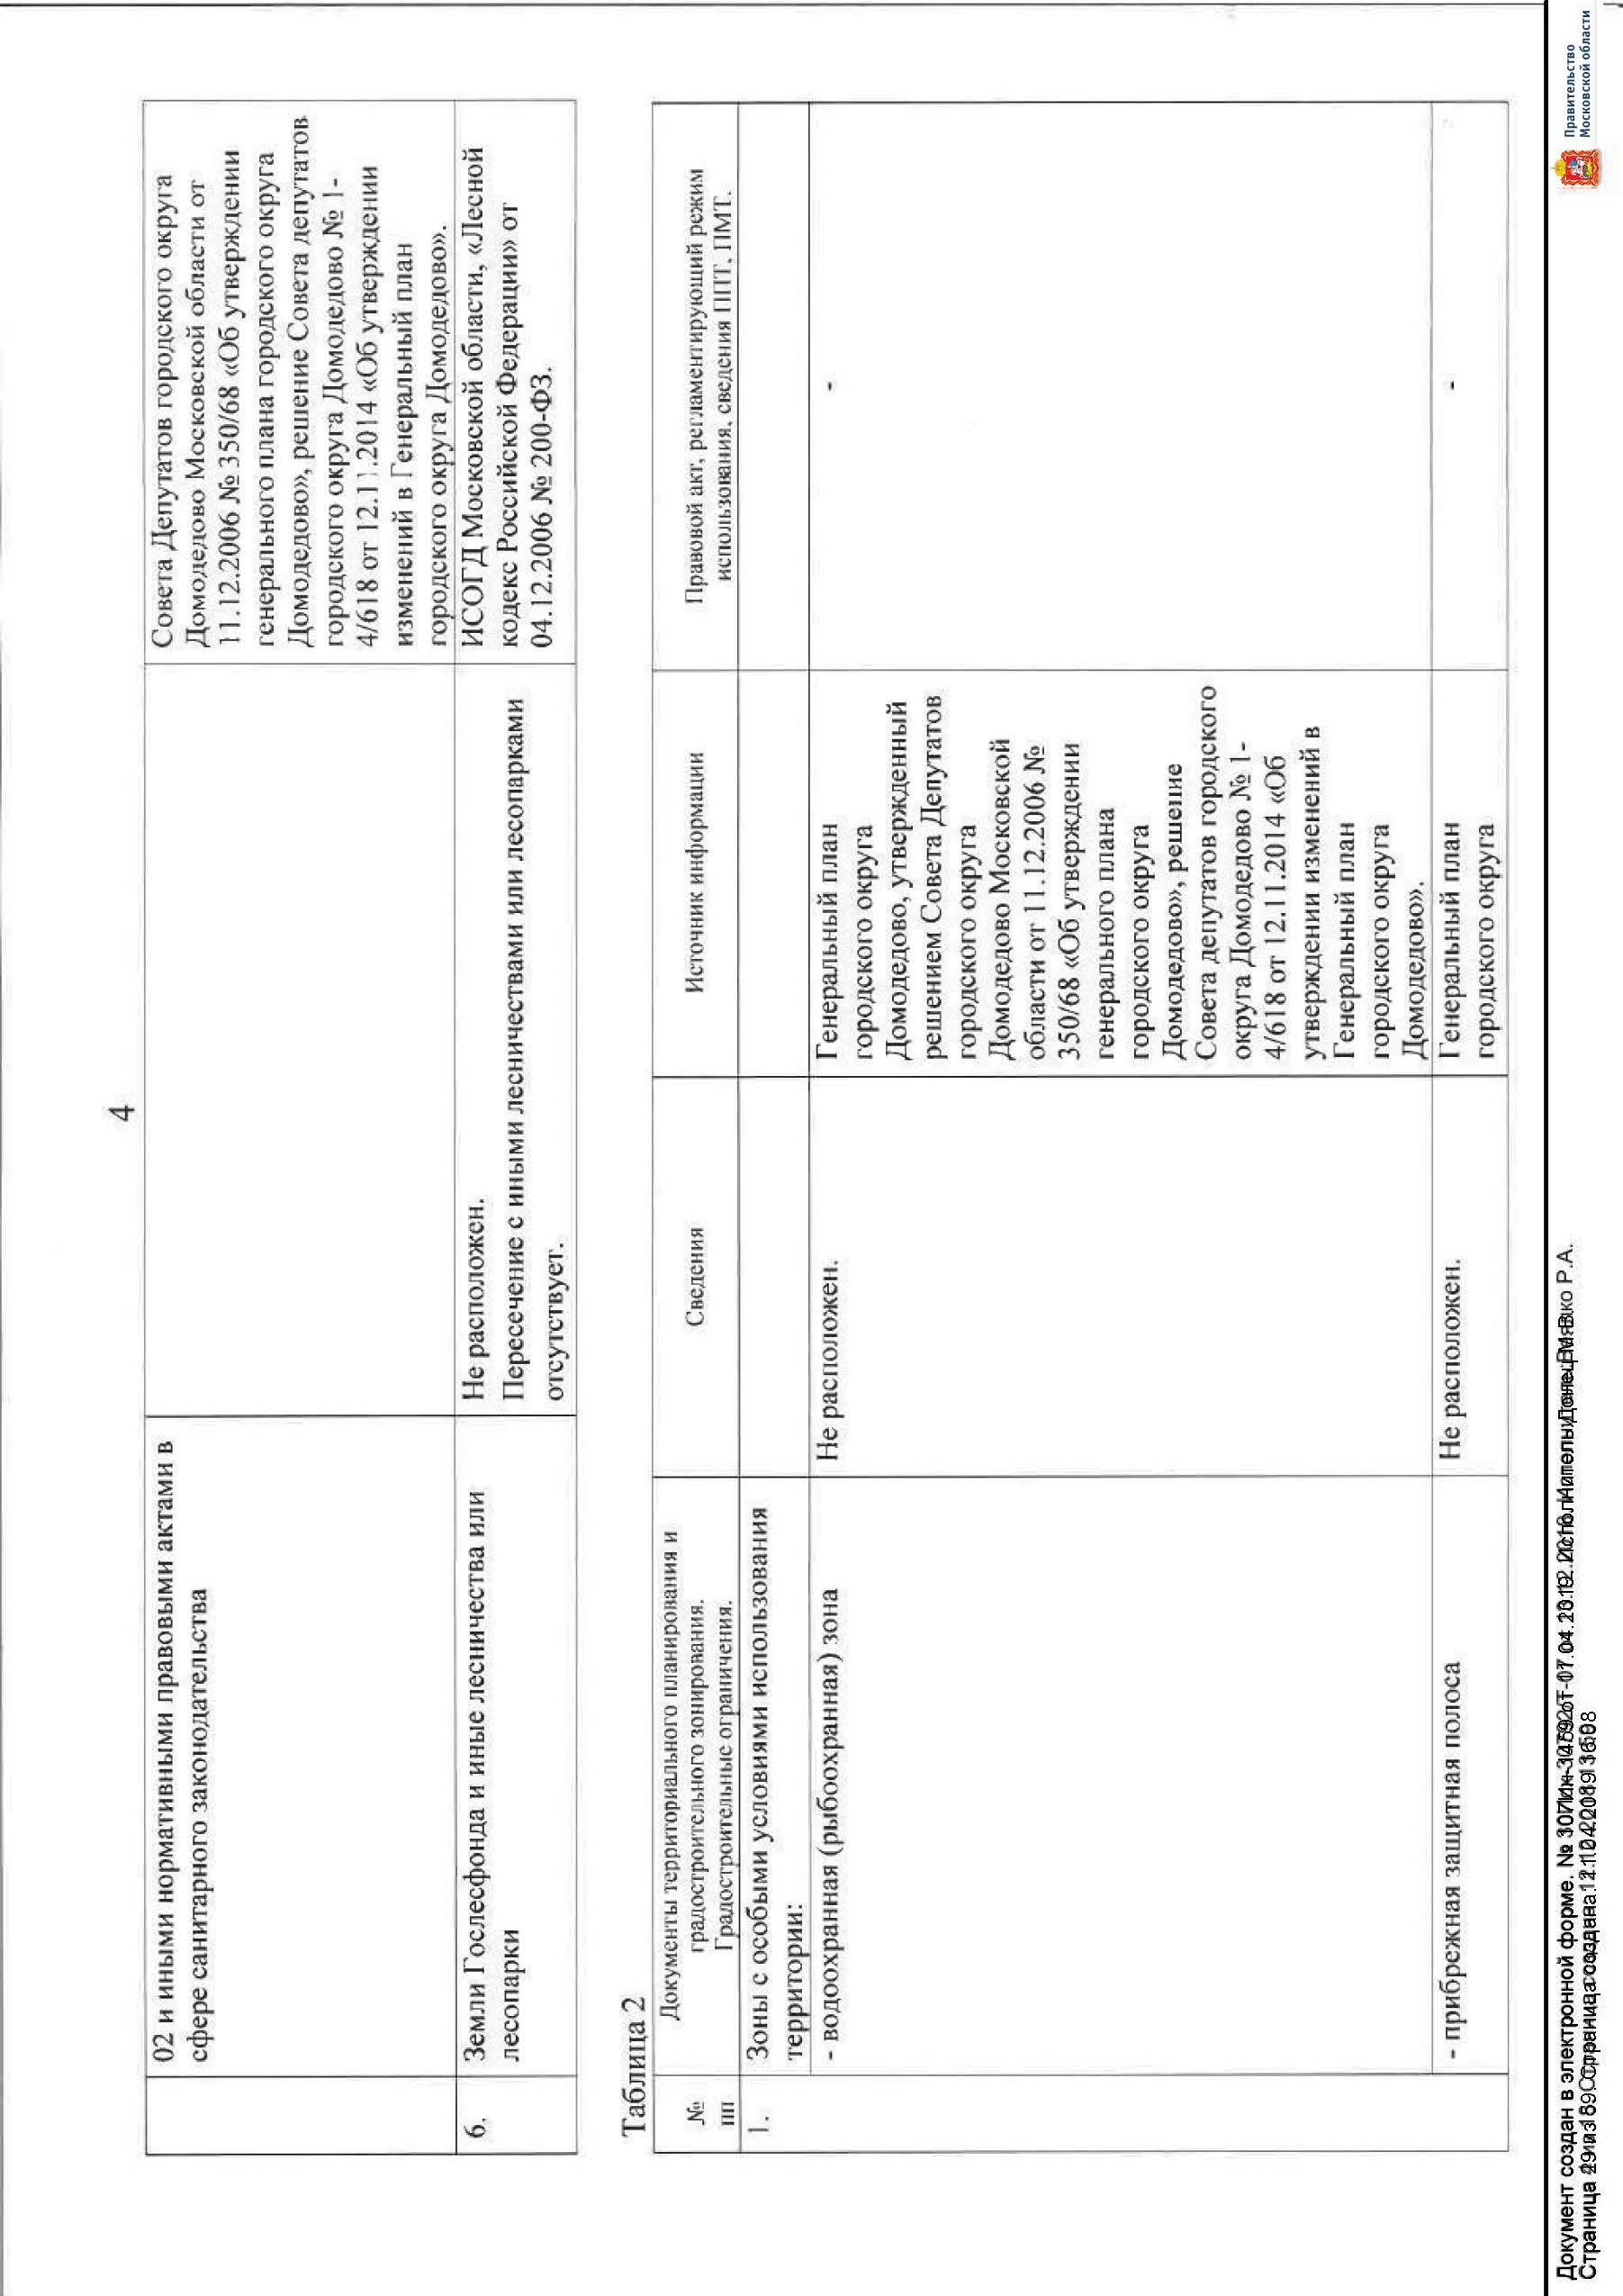 4
02 и иными нормативными правовыми актами в
сфере санитарного законодательства
Совета Депутатов городского округа
Домодедово Московской области от
11.12.2006 № 350/68 «Об утверждении
генерального плана городского округа
Домодедово», решение Совета депутатов
городского округа Домодедово № 1-
4/618 от 12.11.2014 «Об утверждении
изменений в Генеральный план
городского округа Домодедово».
6.
Земли Гослесфонда и иные лесничества или
лесопарки
Не расположен.
Пересечение с иными лесничествами или лесопарками
отсутствует.
ИСОГД Московской области, «Лесной
кодекс Российской Федерации» от
04.12.2006 № 200-ФЗ.
Таблица 2
№
пп
Документы территориального планирования и
градостроительного зонирования.
Градостроительные ограничения.
Сведения
Источник информации
Правовой акт, регламентирующий режим
использования, сведения ППТ, ПМТ.
1.
Зоны с особыми условиями использования
территории:
- водоохранная (рыбоохранная) зона
Не расположен.
Генеральный план
городского округа
Домодедово, утвержденный
решением Совета Депутатов
городского округа
Домодедово Московской
области от 11.12.2006 №
350/68 «Об утверждении
генерального плана
городского округа
Домодедово», решение
Совета депутатов городского
округа Домодедово № 1-
4/618 от 12.11.2014 «Об
утверждении изменений в
Генеральный план
городского округа
Домодедово».
-
- прибрежная защитная полоса
Не расположен.
Генеральный план
городского округа
-
Документ создан в электронной форме. №
Страница
Р.А.
Правительство
Московской области